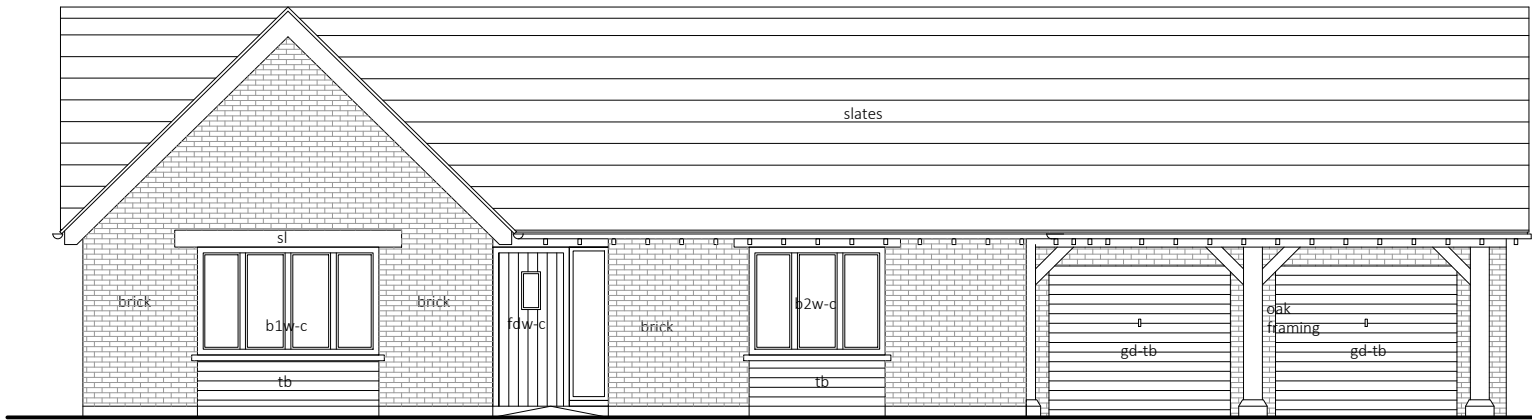 slates
sl
brick
brick
b1w-c
fdw-c
brick
b2w-c
oak
framing
gd-tb
gd-tb
tb
tb